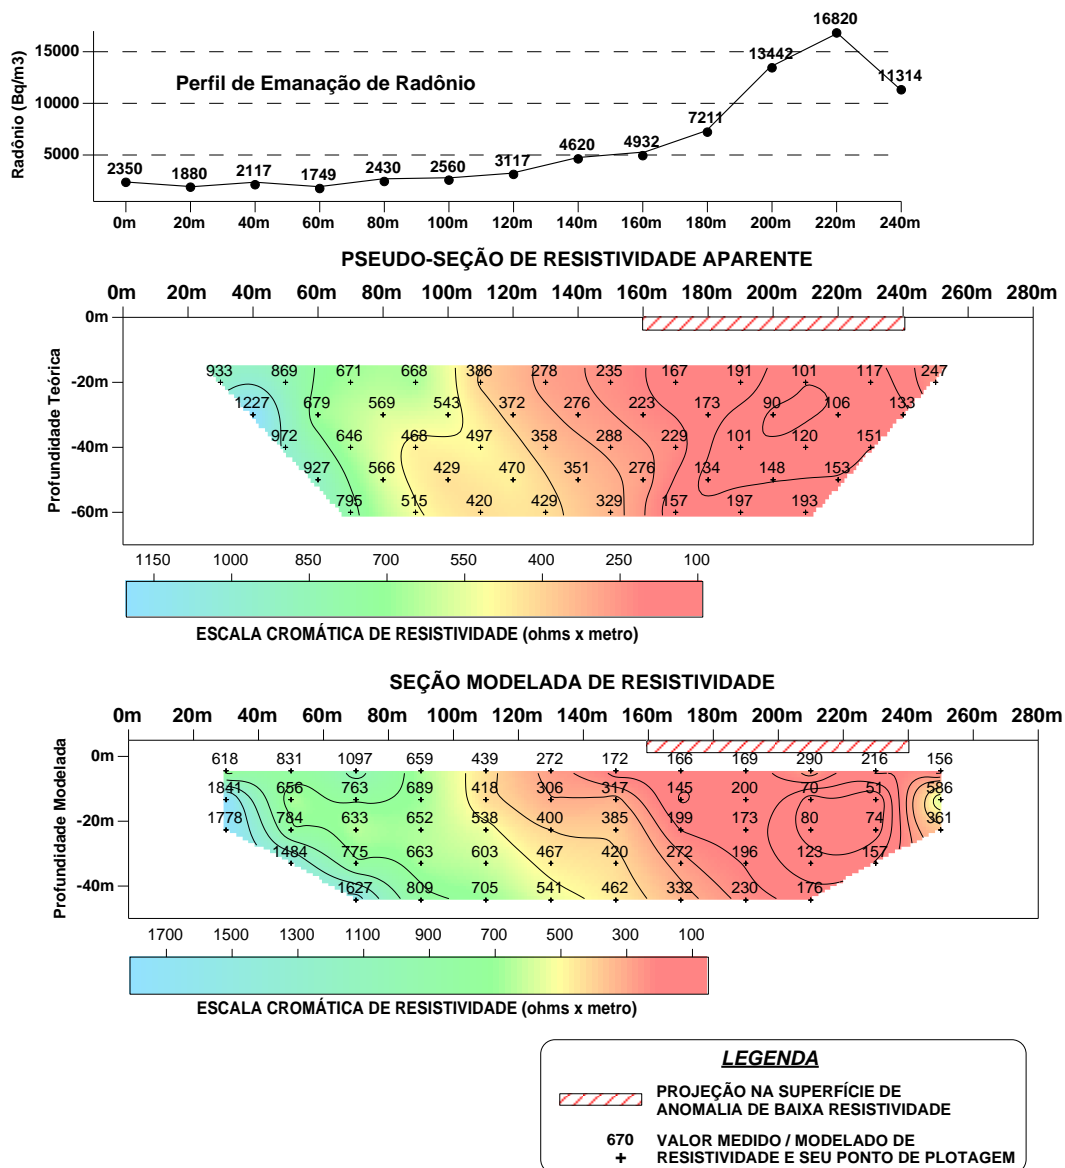 16820
15000
13442
11314
Perfil de Emanação de Radônio
10000
Radônio (Bq/m3)
7211
5000
4620
4932
2350
1880
2117
1749
2430
2560
3117
0m 20m 40m 60m 80m 100m 120m 140m 160m 180m 200m 220m 240m
PSEUDO-SEÇÃO DE RESISTIVIDADE APARENTE
0m 20m 40m 60m 80m 100m 120m 140m 160m 180m 200m 220m 240m 260m 280m
0m
Profundidade Teórica
933 869 671 668 386 278 235 167 191 101 117 247
-20m
1227 679 569 543 372 276 223 173 90 106 133
972 646 468 497 358 288 229 101 120 151
-40m
927 566 429 470 351 276 134 148 153
795 515 420 429 329 157 197 193
-60m
1150 1000 850 700 550 400 250 100
ESCALA CROMÁTICA DE RESISTIVIDADE (ohms x metro)
SEÇÃO MODELADA DE RESISTIVIDADE
0m 20m 40m 60m 80m 100m 120m 140m 160m 180m 200m 220m 240m 260m 280m
0m
Profundidade Modelada
618 831 1097 659 439 272 172 166 169 290 216 156
1841 656 763 689 418 306 317 145 200 70 51 586
-20m
1778 784 633 652 538 400 385 199 173 80 74 361
1484 775 663 603 467 420 272 196 123 157
-40m
1627 809 705 541 462 332 230 176
1700 1500 1300 1100 900 700 500 300 100
ESCALA CROMÁTICA DE RESISTIVIDADE (ohms x metro)
LEGENDA
PROJEÇÃO NA SUPERFÍCIE DE
ANOMALIA DE BAIXA RESISTIVIDADE
670 VALOR MEDIDO / MODELADO DE
RESISTIVIDADE E SEU PONTO DE PLOTAGEM